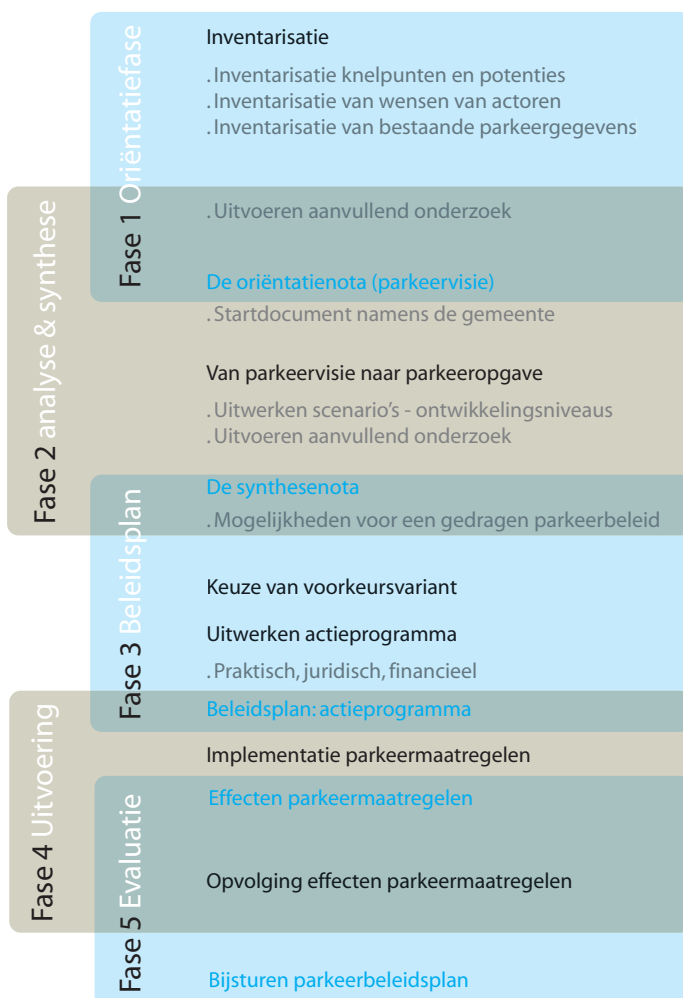 Fase 1 Oriëntatiefase
Inventarisatie
. Inventarisatie knelpunten en potenties
. Inventarisatie van wensen van actoren
. Inventarisatie van bestaande parkeergegevens
Fase 2 analyse & synthese
. Uitvoeren aanvullend onderzoek
De oriëntatienota (parkeervisie)
. Startdocument namens de gemeente
Van parkeervisie naar parkeeropgave
. Uitwerken scenario's - ontwikkelingsniveaus
. Uitvoeren aanvullend onderzoek
Fase 3 Beleidsplan
De synthesenota
. Mogelijkheden voor een gedragen parkeerbeleid
Keuze van voorkeursvariant
Uitwerken actieprogramma
. Praktisch, juridisch, financieel
Fase 4 Uitvoering
Beleidsplan: actieprogramma
Implementatie parkeermaatregelen
Fase 5 Evaluatie
Effecten parkeermaatregelen
Opvolging effecten parkeermaatregelen
Bijsturen parkeerbeleidsplan